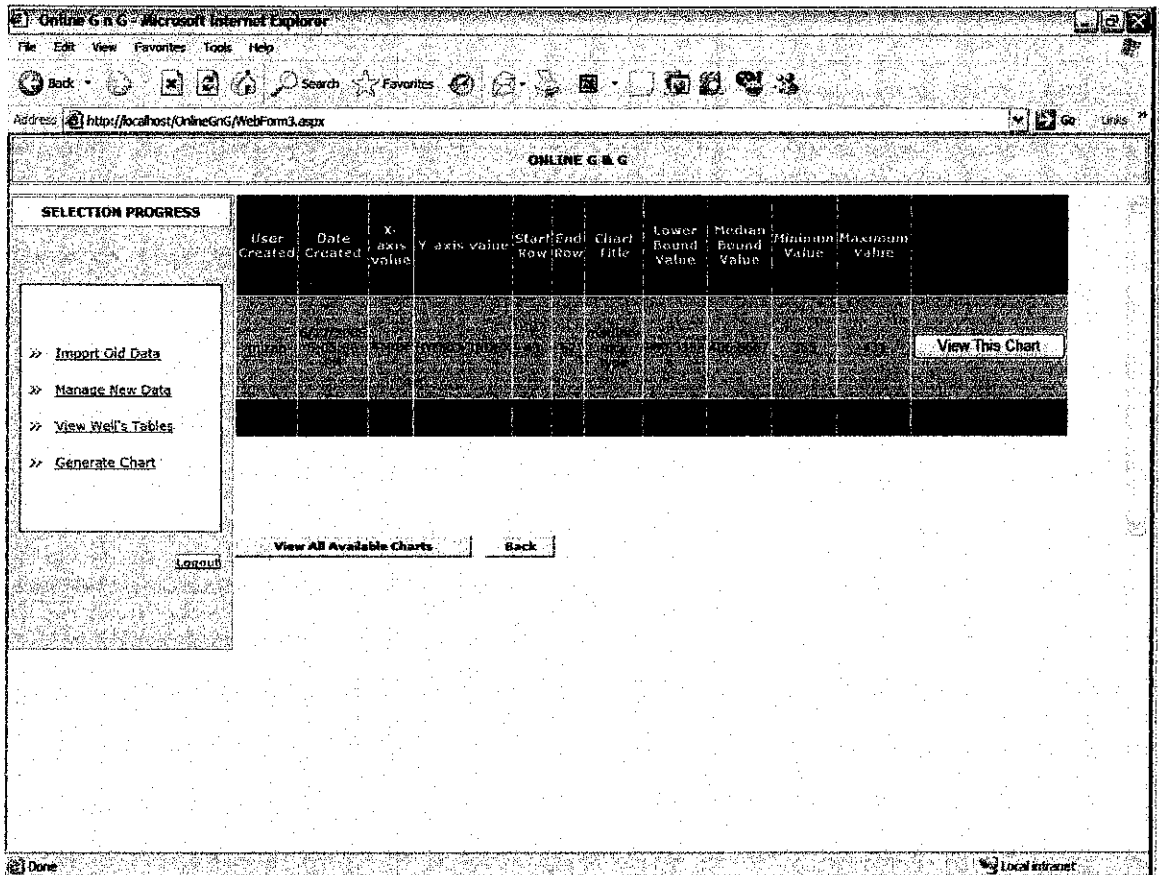 Online G n G - Microsoft Internet Explorer
File Edit View Favorites Tools Help
Back Search Favorites
Address http://localhost/OnlineGnG/WebForm3.aspx Go Links
ONLINE G & G
SELECTION PROGRESS
Import Old Data
Manage New Data
View Well's Tables
Generate Chart
Logout
User Created Date Created X-axis value Y axis value Start Row End Row Chart Title Lower Bound Value Median Bound Value Minimum Value Maximum Value
View This Chart
View All Available Charts Back
Done Local intranet